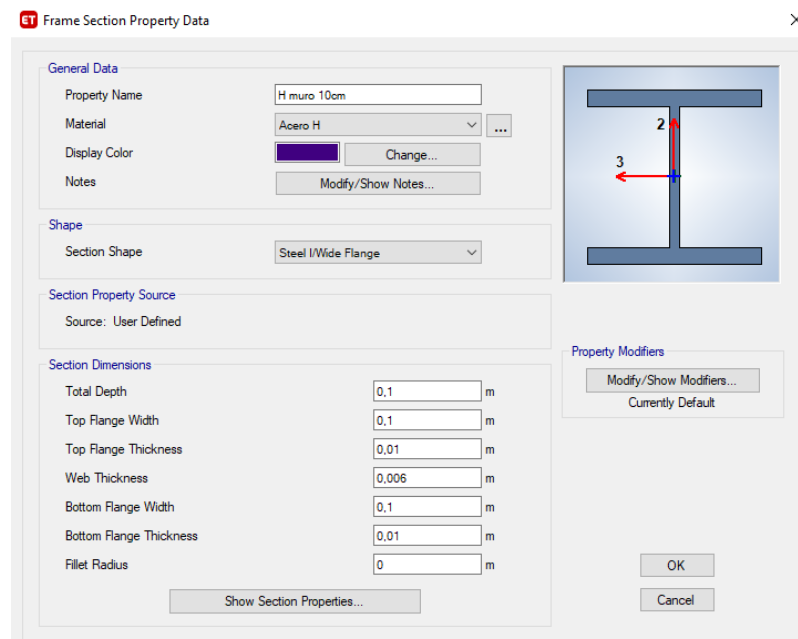 ET Frame Section Property Data
General Data
Property Name H muro 10cm
Material Acero H ...
Display Color Change...
Notes Modify/Show Notes...
Shape
Section Shape Steel I/Wide Flange
Section Property Source
Source: User Defined
Section Dimensions
Total Depth 0,1 m
Top Flange Width 0,1 m
Top Flange Thickness 0,01 m
Web Thickness 0,006 m
Bottom Flange Width 0,1 m
Bottom Flange Thickness 0,01 m
Fillet Radius 0 m
Show Section Properties...
2
3
Property Modifiers
Modify/Show Modifiers...
Currently Default
OK
Cancel